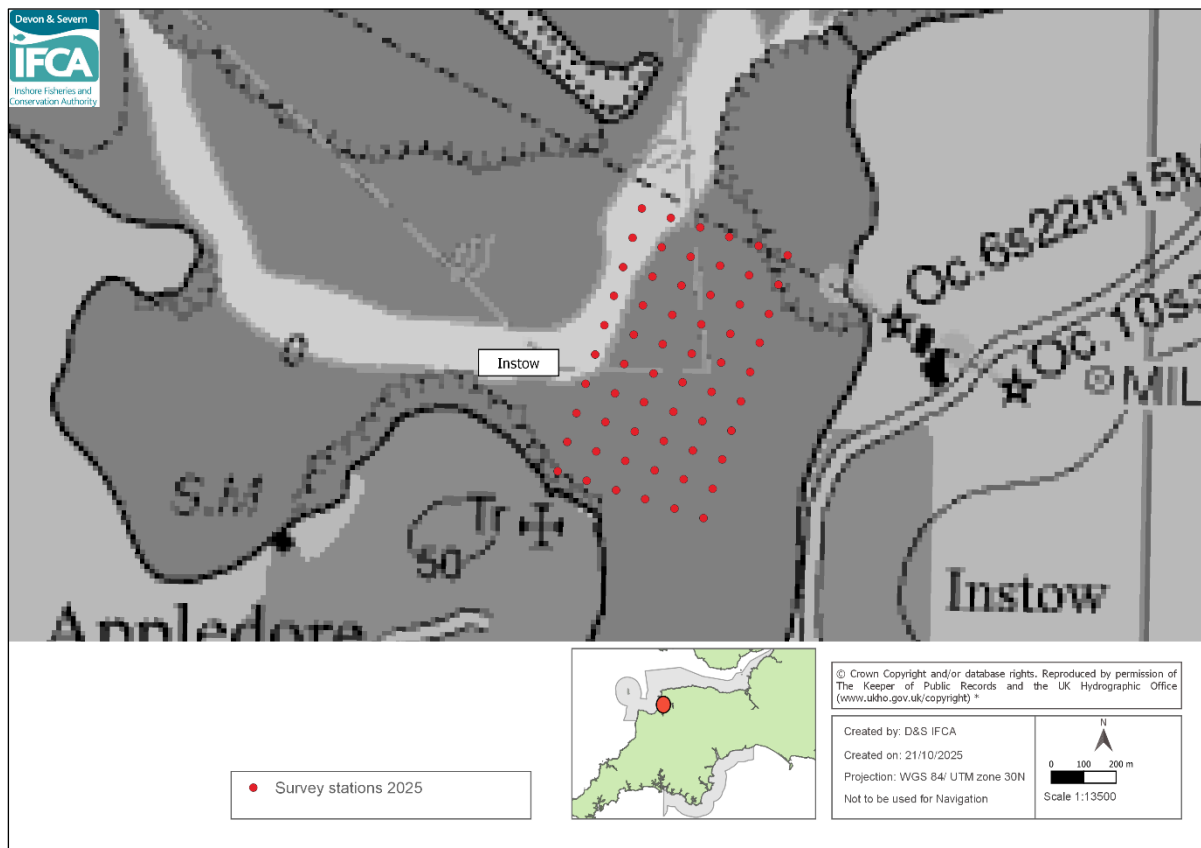 Devon & Severn
IFCA
Inshore Fisheries and
Conservation Authority
Oc.6s22m15M
Oc.10s
MIL
0
Instow
S.M
Tr
50
Instow
Appledore
© Crown Copyright and/or database rights. Reproduced by permission of
The Keeper of Public Records and the UK Hydrographic Office
(www.ukho.gov.uk/copyright) *
Created by: D&S IFCA
Created on: 21/10/2025
Projection: WGS 84/ UTM zone 30N
Not to be used for Navigation
N
0 100 200 m
Scale 1:13500
Survey stations 2025